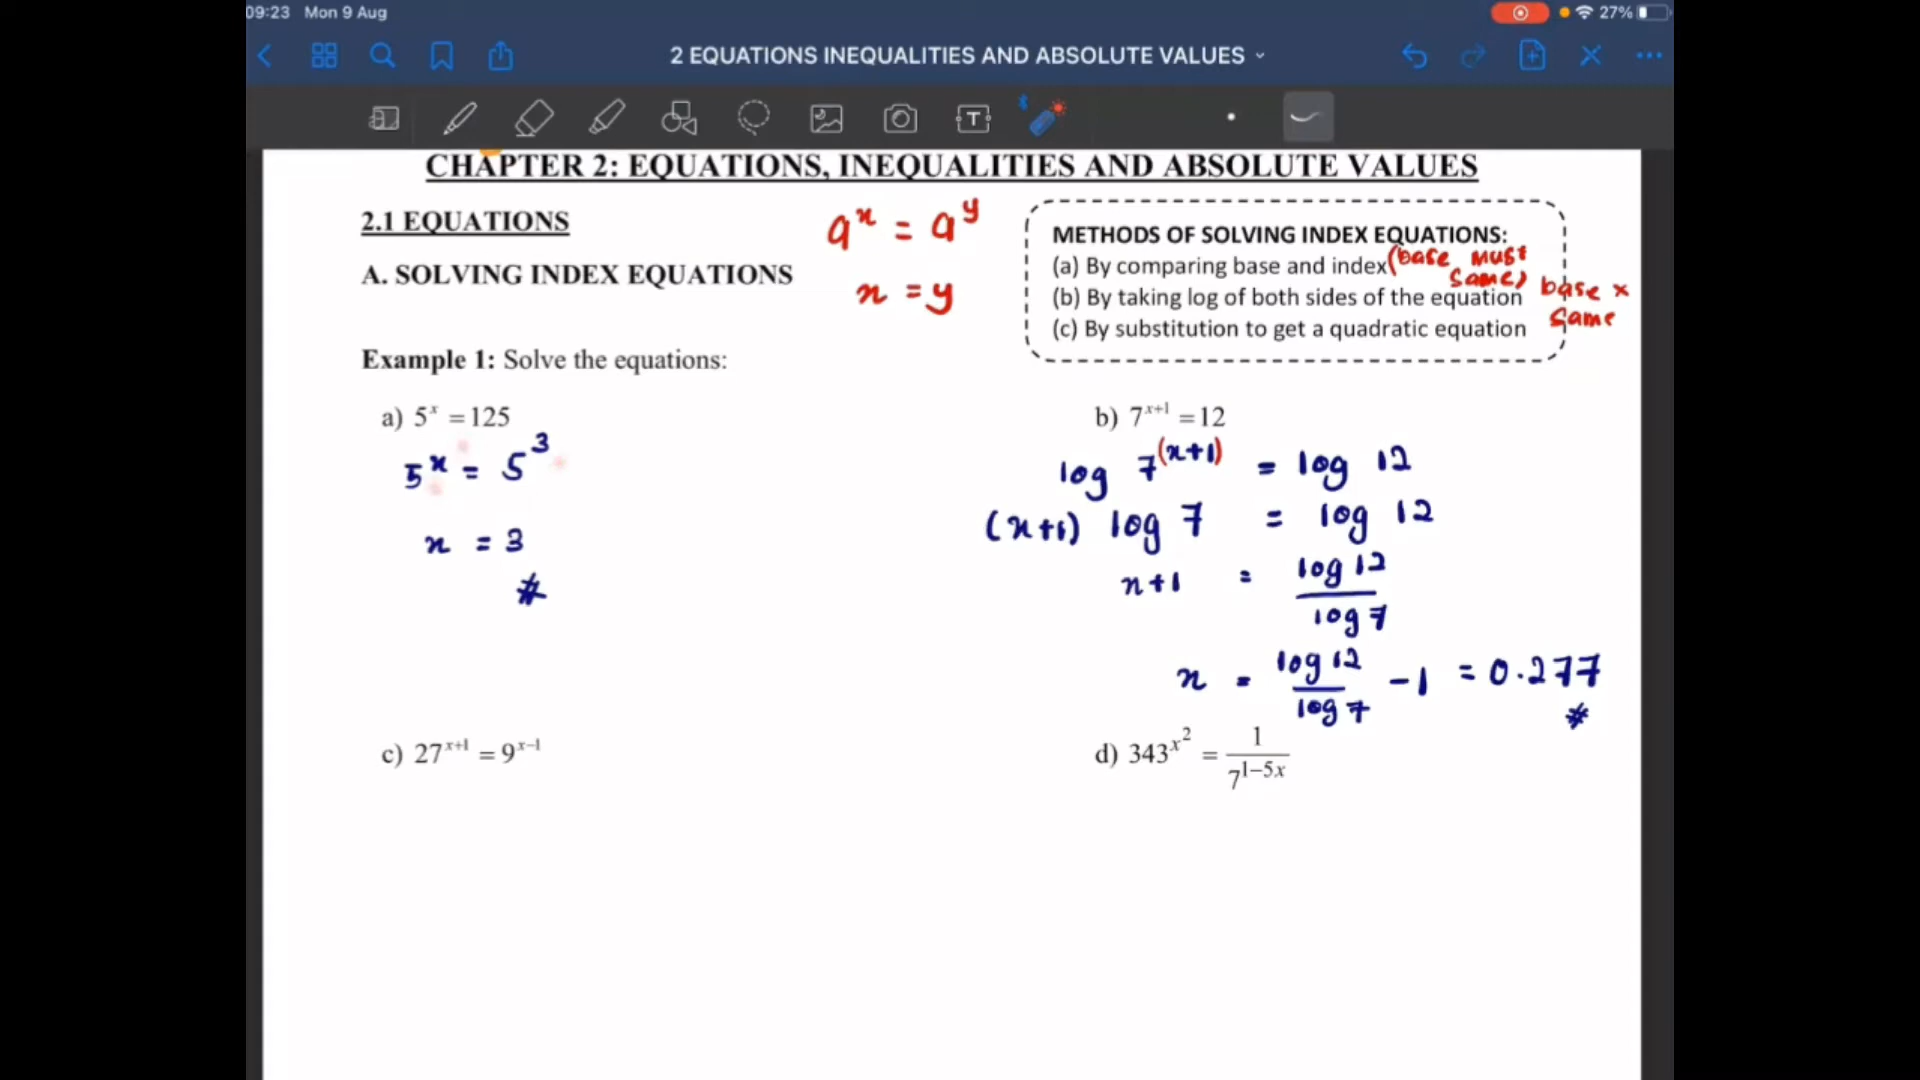 09:23 Mon 9 Aug
27%
2 EQUATIONS INEQUALITIES AND ABSOLUTE VALUES
CHAPTER 2: EQUATIONS, INEQUALITIES AND ABSOLUTE VALUES
2.1 EQUATIONS
A. SOLVING INDEX EQUATIONS
a^x = a^y
x = y
METHODS OF SOLVING INDEX EQUATIONS:
(a) By comparing base and index (base must same)
(b) By taking log of both sides of the equation base x same
(c) By substitution to get a quadratic equation
Example 1: Solve the equations:
a) 5^x = 125
5^x = 5^3
x = 3
#
b) 7^{x+1} = 12
log 7^{(x+1)} = log 12
(x+1) log 7 = log 12
x+1 = log 12 / log 7
x = log 12 / log 7 - 1 = 0.277
#
c) 27^{x+1} = 9^{x-1}
d) 343^{x^2} = 1 / 7^{1-5x}